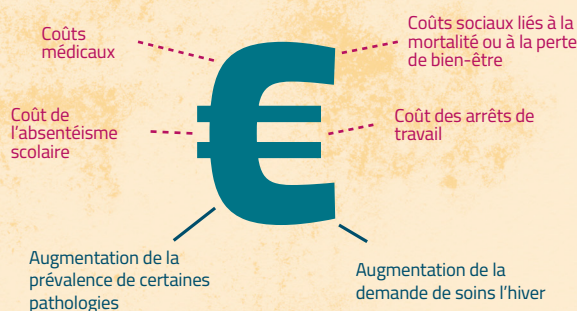 Coûts
médicaux
Coûts sociaux liés à la
mortalité ou à la perte
de bien-être
€
Coût de
l'absentéisme
scolaire
Coût des arrêts de
travail
Augmentation de la
prévalence de certaines
pathologies
Augmentation de la
demande de soins l'hiver